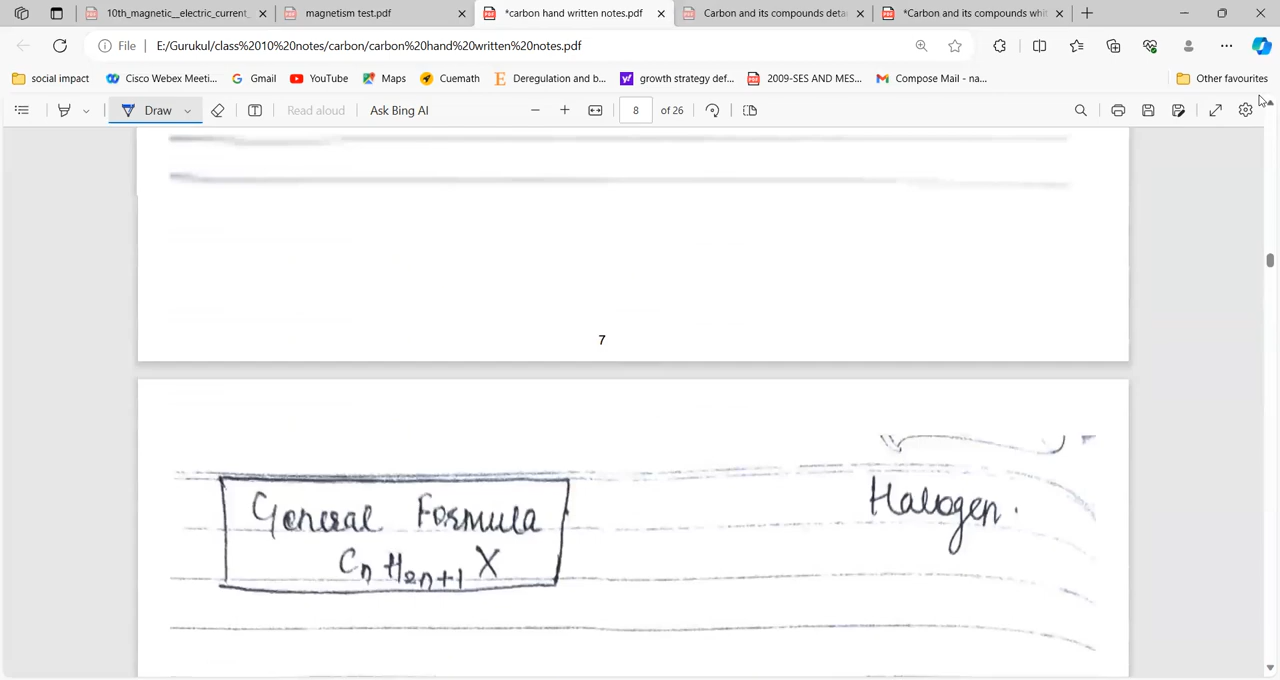 10th_magnetic__electric_current_
magnetism test.pdf
*carbon hand written notes.pdf
Carbon and its compounds deta
*Carbon and its compounds whi
File
E:/Gurukul/class%2010%20notes/carbon/carbon%20hand%20written%20notes.pdf
social impact
Cisco Webex Meeti...
Gmail
YouTube
Maps
Cuemath
Deregulation and b...
growth strategy def...
2009-SES AND MES...
Compose Mail - na...
Other favourites
Draw
Read aloud
Ask Bing AI
8 of 26
7
General Formula
CnH2n+1 X
Halogen.